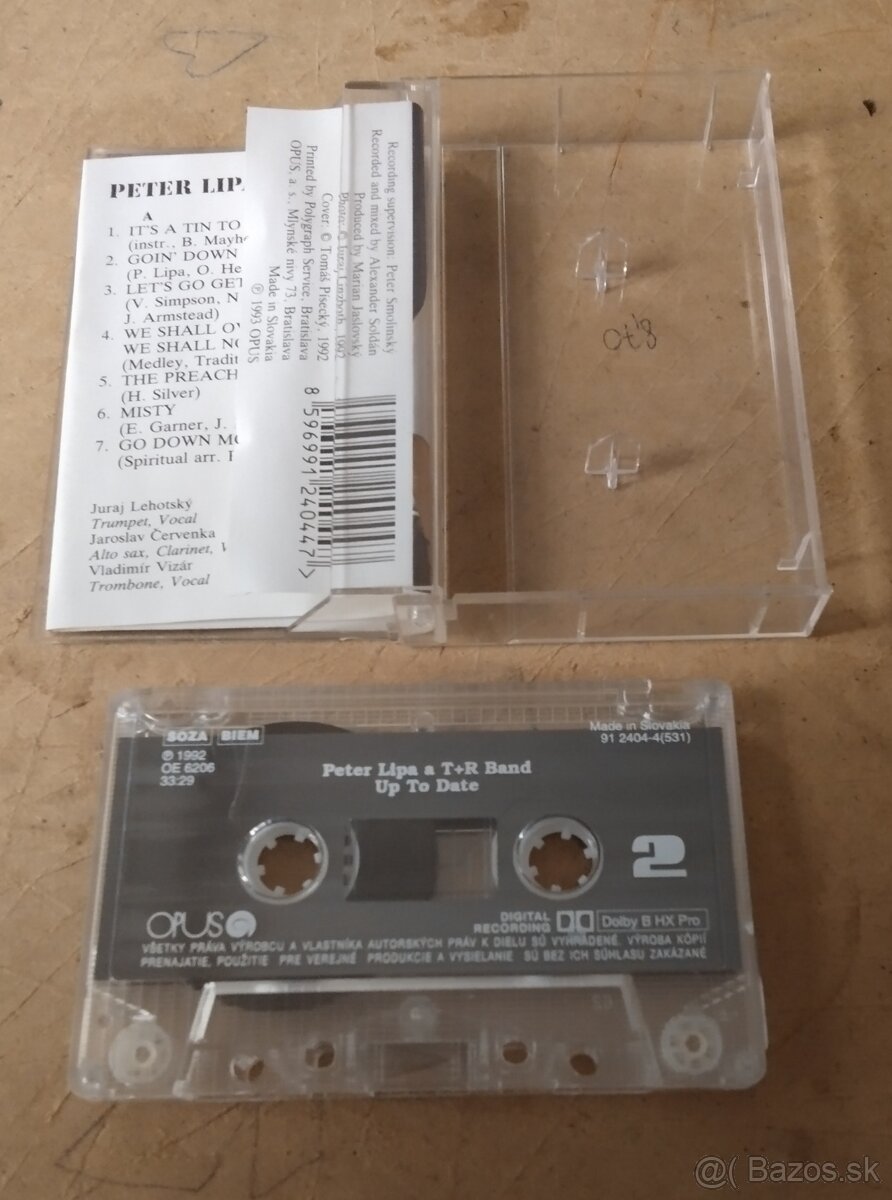 PETER LIP
A
1. IT'S A TIN TO
(instr., B. Mayh
2. GOIN' DOWN
(P. Lipa, O. He
3. LET'S GO GET
(V. Simpson, N
J. Armstead)
4. WE SHALL OV
WE SHALL NO
(Medley, Tradit
5. THE PREACH
(H. Silver)
6. MISTY
(E. Garner, J.
7. GO DOWN MO
(Spiritual arr.
Juraj Lehotský
Trumpet, Vocal
Jaroslav Červenka
Alto sax, Clarinet, V
Vladimír Vizár
Trombone, Vocal
Recording supervision: Peter Smolinský
Recorded and mixed by Alexander Soldán
Produced by Marian Jaslovský
Photo: © Juraj Linzboth, 1992
Cover: © Tomáš Písecký, 1992
Printed by Polygraph Service, Bratislava
OPUS, a. s., Mlynské nivy 73, Bratislava
Made in Slovakia
℗ 1993 OPUS
8 596991 240447 >
SOZA BIEM
℗ 1992
OE 6206
33:29
Made in Slovakia
91 2404-4(531)
Peter Lipa a T+R Band
Up To Date
2
OPUS
DIGITAL
RECORDING
Dolby B HX Pro
VŠETKY PRÁVA VÝROBCU A VLASTNÍKA AUTORSKÝCH PRÁV K DIELU SÚ VYHRADENÉ. VÝROBA KÓPIÍ
PRENAJATIE, POUŽITIE PRE VEREJNÉ PRODUKCIE A VYSIELANIE SÚ BEZ ICH SÚHLASU ZAKÁZANÉ
@( Bazos.sk